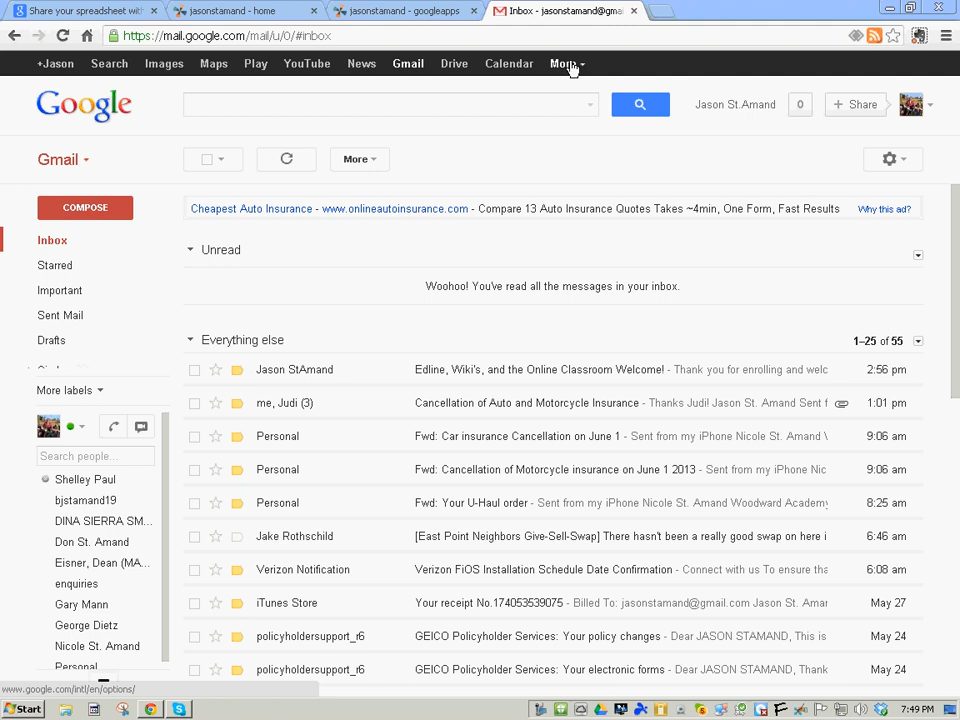 Share your spreadsheet with
jasonstamand - home
jasonstamand - googleapps
Inbox - jasonstamand@gma
https://mail.google.com/mail/u/0/#inbox
+Jason Search Images Maps Play YouTube News Gmail Drive Calendar More
Google
Jason St.Amand 0 + Share
Gmail
More
COMPOSE
Cheapest Auto Insurance - www.onlineautoinsurance.com - Compare 13 Auto Insurance Quotes Takes ~4min, One Form, Fast Results Why this ad?
Inbox
Starred
Important
Sent Mail
Drafts
More labels
Unread
Woohoo! You've read all the messages in your inbox.
Everything else 1–25 of 55
Jason StAmand Edline, Wiki's, and the Online Classroom Welcome! - Thank you for enrolling and welc 2:56 pm
me, Judi (3) Cancellation of Auto and Motorcycle Insurance - Thanks Judi! Jason St. Amand Sent f 1:01 pm
Personal Fwd: Car insurance Cancellation on June 1 - Sent from my iPhone Nicole St. Amand 9:06 am
Personal Fwd: Cancellation of Motorcycle insurance on June 1 2013 - Sent from my iPhone Nic 9:06 am
Personal Fwd: Your U-Haul order - Sent from my iPhone Nicole St. Amand Woodward Academy 8:25 am
Jake Rothschild [East Point Neighbors Give-Sell-Swap] There hasn't been a really good swap on here i 6:46 am
Verizon Notification Verizon FiOS Installation Schedule Date Confirmation - Connect with us To ensure tha 6:08 am
iTunes Store Your receipt No.174053539075 - Billed To: jasonstamand@gmail.com Jason St. Amar May 27
policyholdersupport_r6 GEICO Policyholder Services: Your policy changes - Dear JASON STAMAND, This is May 24
policyholdersupport_r6 GEICO Policyholder Services: Your electronic forms - Dear JASON STAMAND, Thank May 24
Search people...
Shelley Paul
bjstamand19
DINA SIERRA SM...
Don St. Amand
Eisner, Dean (MA...
enquiries
Gary Mann
George Dietz
Nicole St. Amand
Personal
www.google.com/intl/en/options/
Start
7:49 PM